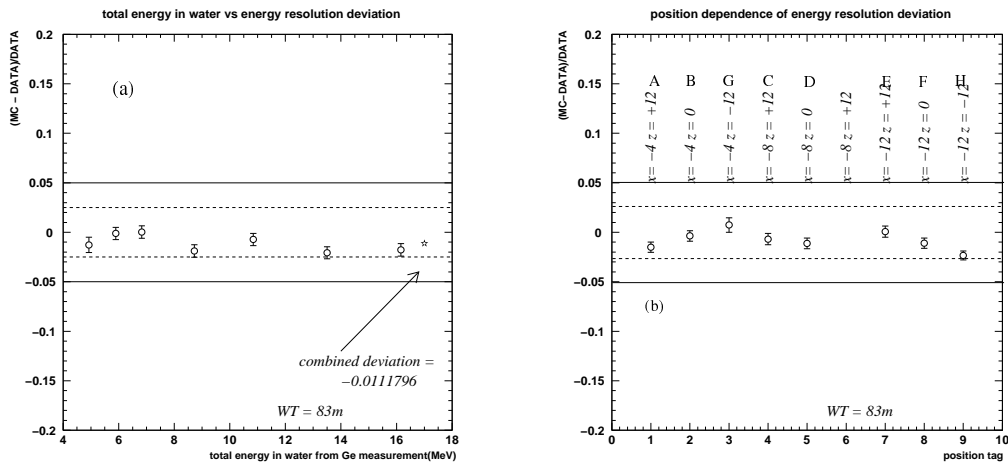 total energy in water vs energy resolution deviation
(MC − DATA)/DATA
0.2
0.15
0.1
0.05
0
−0.05
−0.1
−0.15
−0.2
(a)
combined deviation =
−0.0111796
WT = 83m
4 6 8 10 12 14 16 18
total energy in water from Ge measurement(MeV)
position dependence of energy resolution deviation
(MC−DATA)/DATA
0.2
0.15
0.1
0.05
0
−0.05
−0.1
−0.15
−0.2
A B G C D E F H
x=−4 z = +12
x=−4 z = 0
x=−4 z = −12
x=−8 z = +12
x=−8 z = 0
x=−8 z = +12
x=−12 z = +12
x=−12 z = 0
x=−12 z = −12
(b)
WT = 83m
0 1 2 3 4 5 6 7 8 9 10
position tag